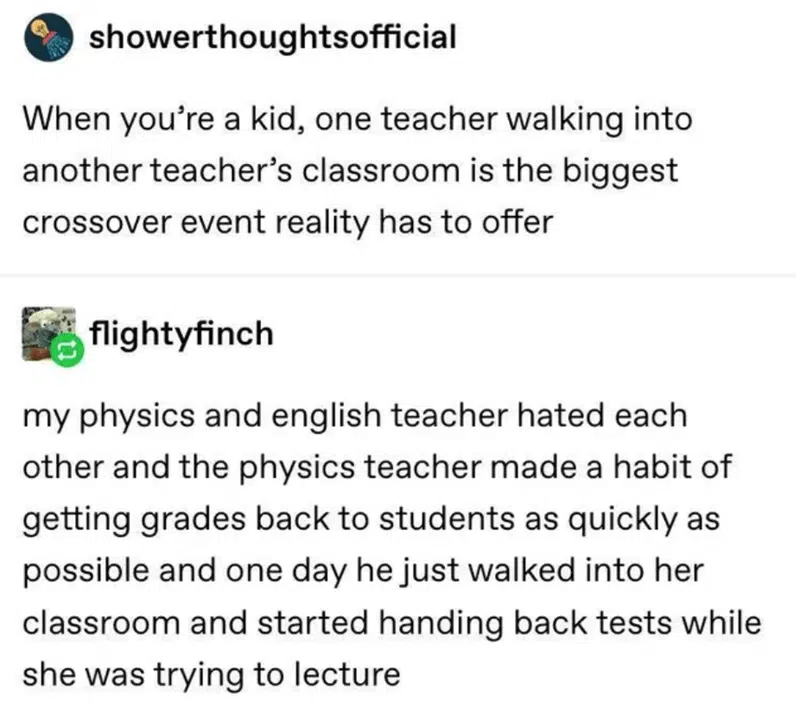 showerthoughtsofficial
When you're a kid, one teacher walking into
another teacher's classroom is the biggest
crossover event reality has to offer
flightyfinch
my physics and english teacher hated each
other and the physics teacher made a habit of
getting grades back to students as quickly as
possible and one day he just walked into her
classroom and started handing back tests while
she was trying to lecture